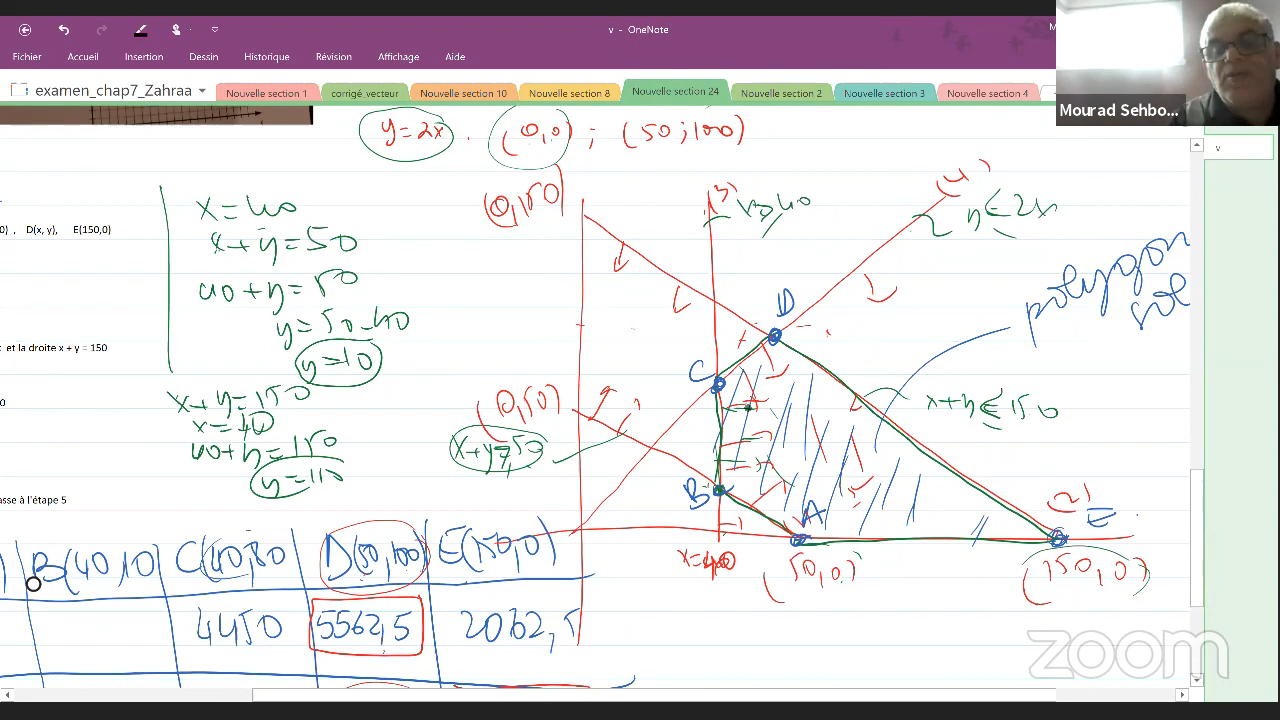 v - OneNote
Fichier Accueil Insertion Dessin Historique Révision Affichage Aide
examen_chap7_Zahraa
Nouvelle section 1 corrigé_vecteur Nouvelle section 10 Nouvelle section 8 Nouvelle section 24 Nouvelle section 2 Nouvelle section 3 Nouvelle section 4
Mourad Sehbo...
v
y=2x . (0,0) ; (50;100)
0) , D(x, y), E(150,0)
: et la droite x + y = 150
asse à l'étape 5
x=40
x+y=50
40+y=50
y=50-40
y=10
x+y=150
x=40
40+y=150
y=110
(0,150)
y≤2x
polygon
sol
D
C
(0,50)
x+y≥50
x+y≤150
B
A
E
x=40
(50,0)
(150,0)
B(40,10) C(40,80) D(50,100) E(150,0)
4450 5562,5 2062,5
zoom